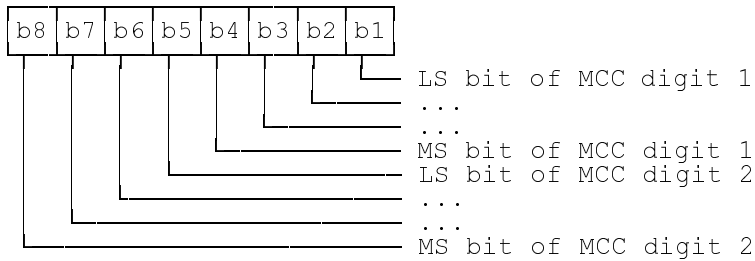 b8 b7 b6 b5 b4 b3 b2 b1
LS bit of MCC digit 1
...
...
MS bit of MCC digit 1
LS bit of MCC digit 2
...
...
MS bit of MCC digit 2